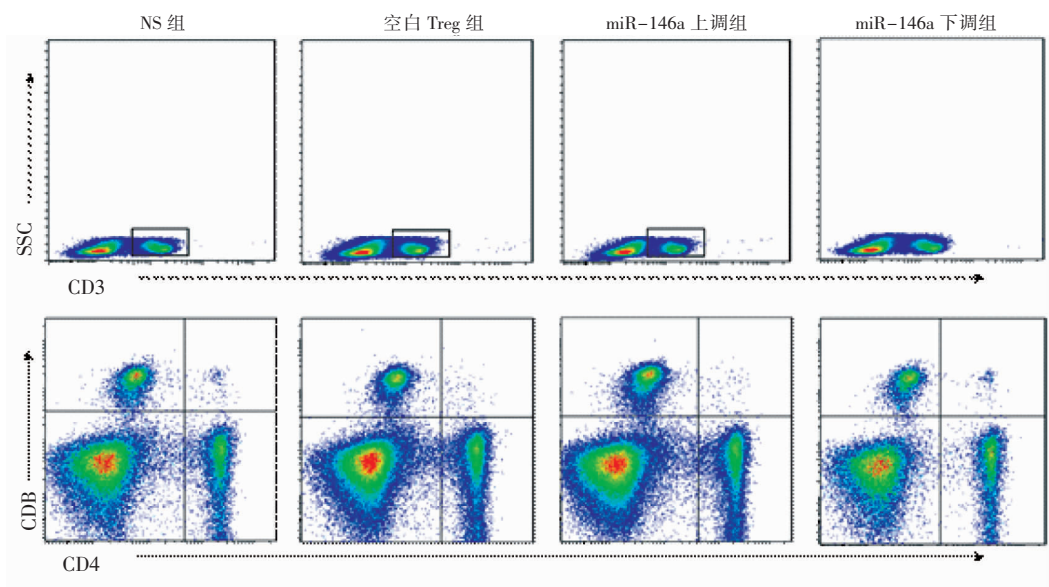 NS 组
空白 Treg 组
miR-146a 上调组
miR-146a 下调组
SSC
CD3
CDB
CD4